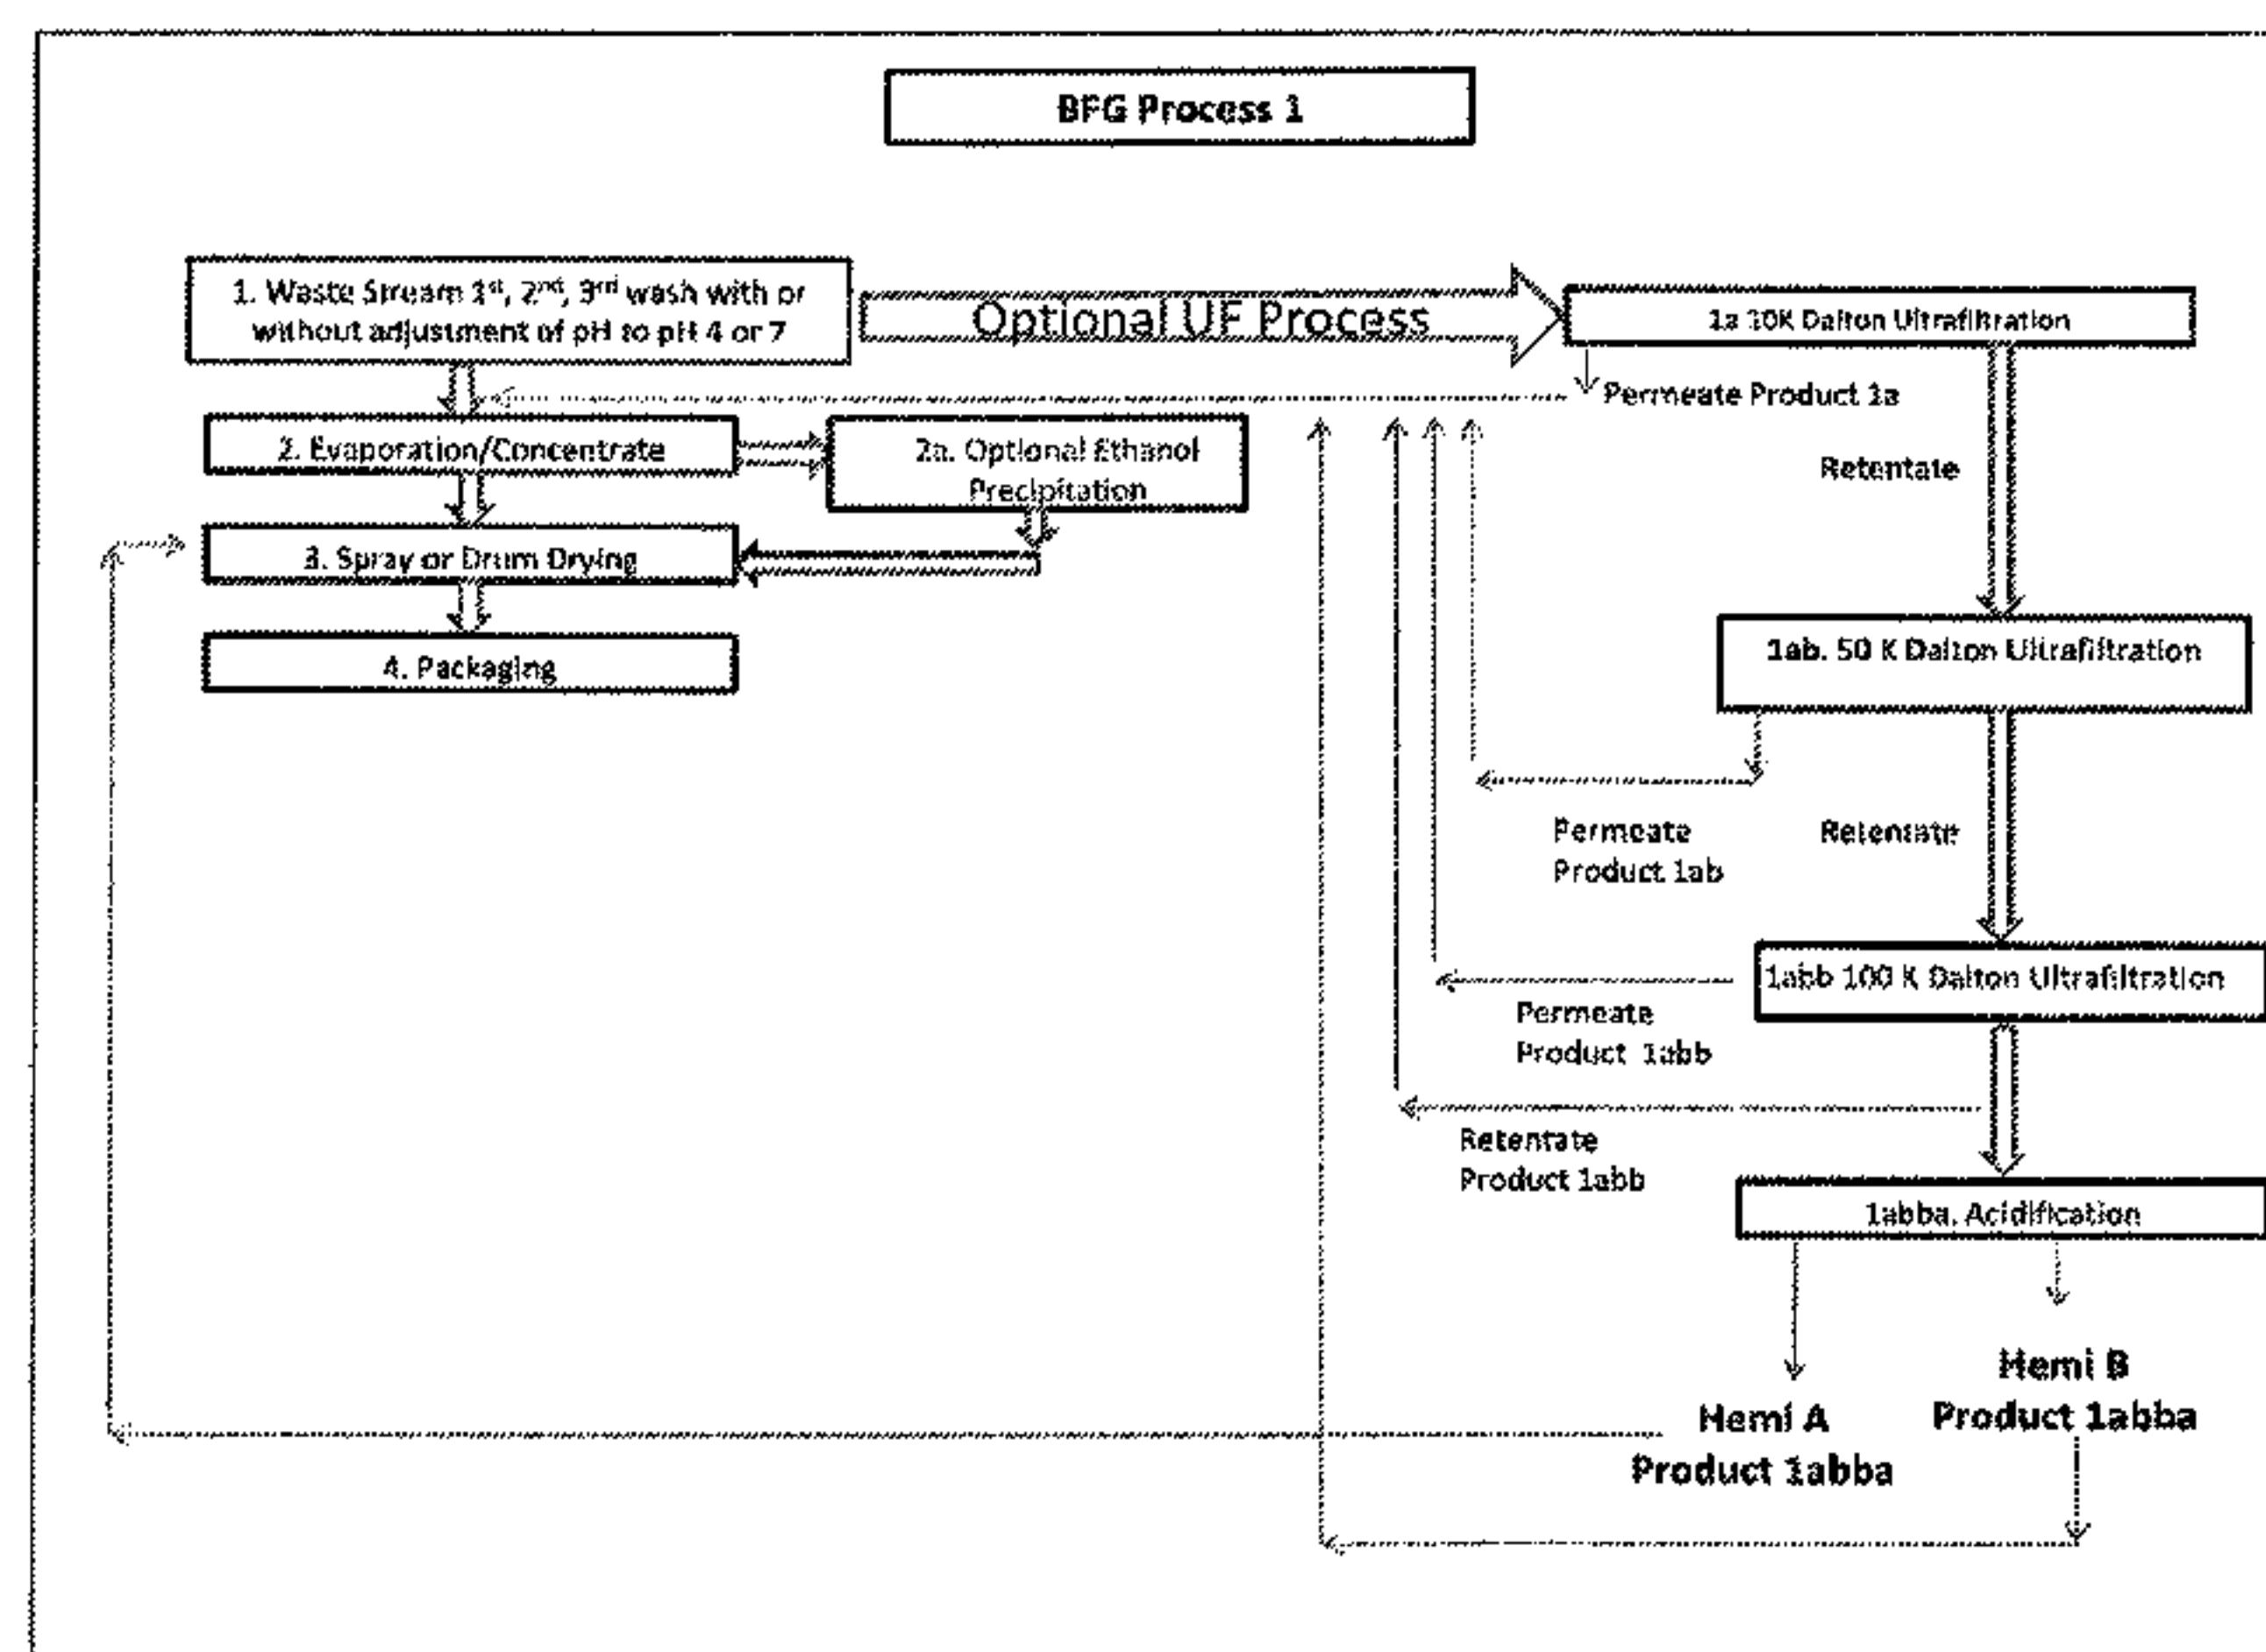 BFG Process 1
1. Waste Stream 1st, 2nd, 3rd wash with or
without adjustment of pH to pH 4 or 7
Optional UF Process
1a 10K Dalton Ultrafiltration
Permeate Product 1a
2. Evaporation/Concentrate
2a. Optional Ethanol
Precipitation
Retentate
3. Spray or Drum Drying
4. Packaging
1ab. 50 K Dalton Ultrafiltration
Permeate
Product 1ab
Retentate
1abb 100 K Dalton Ultrafiltration
Permeate
Product 1abb
Retentate
Product 1abb
1abba. Acidification
Hemi B
Product 1abba
Hemi A
Product 1abba